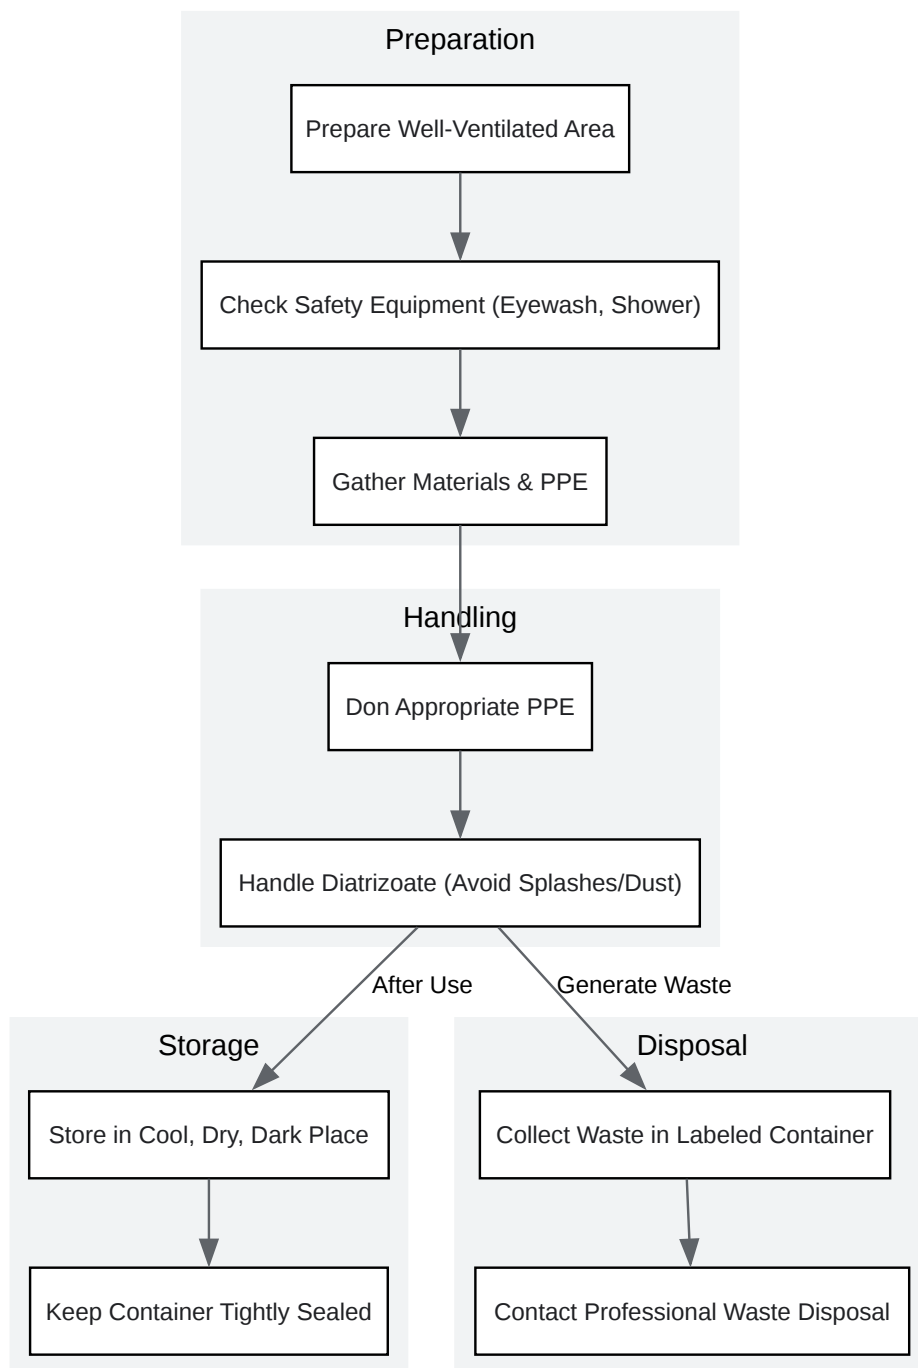 Preparation
Prepare Well-Ventilated Area
Check Safety Equipment (Eyewash, Shower)
Gather Materials & PPE
Handling
Don Appropriate PPE
Handle Diatrizoate (Avoid Splashes/Dust)
After Use
Generate Waste
Storage
Disposal
Store in Cool, Dry, Dark Place
Collect Waste in Labeled Container
Keep Container Tightly Sealed
Contact Professional Waste Disposal